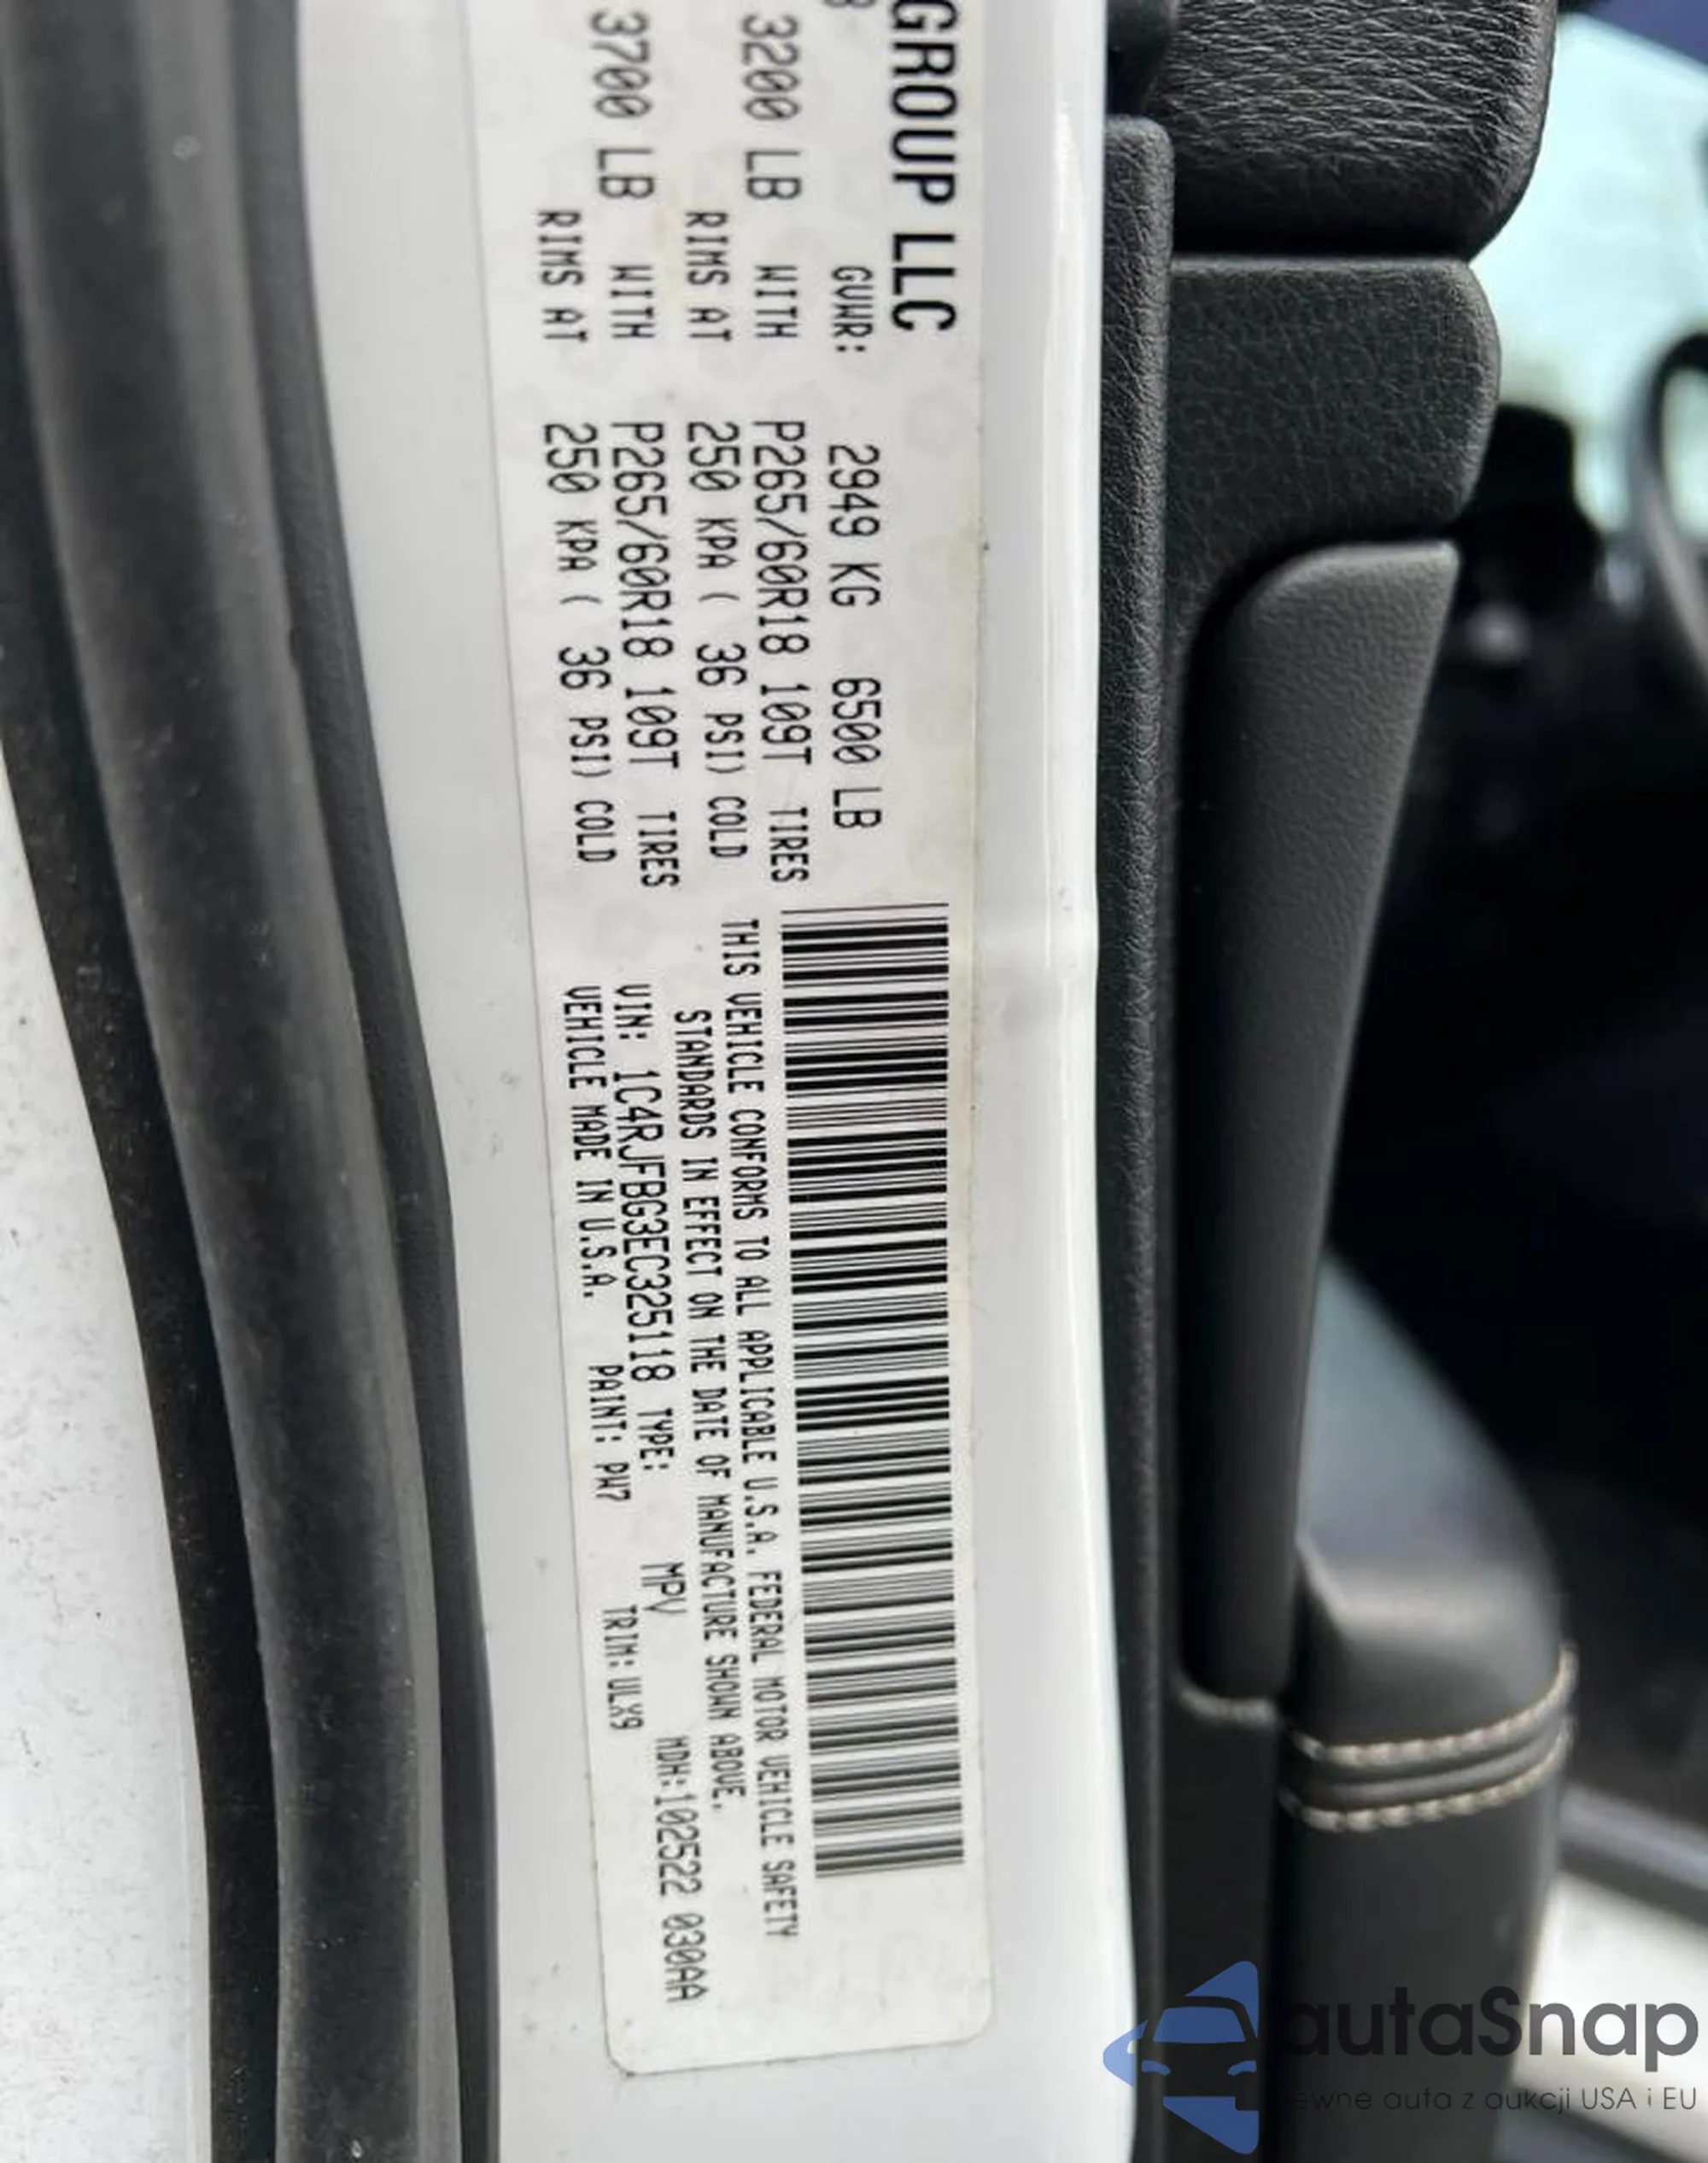 GROUP LLC
GVWR: 2949 KG 6500 LB
3200 LB WITH P265/60R18 109T TIRES
RIMS AT 250 KPA ( 36 PSI) COLD
3700 LB WITH P265/60R18 109T TIRES
RIMS AT 250 KPA ( 36 PSI) COLD
THIS VEHICLE CONFORMS TO ALL APPLICABLE U.S.A. FEDERAL MOTOR VEHICLE SAFETY
STANDARDS IN EFFECT ON THE DATE OF MANUFACTURE SHOWN ABOVE.
VIN: 1C4RJFBG3EC325118 TYPE: MPV MDH:102522 030AA
VEHICLE MADE IN U.S.A. PAINT: PW7 TRIM: ULX9
autaSnap
ewne auta z aukcji USA i EU